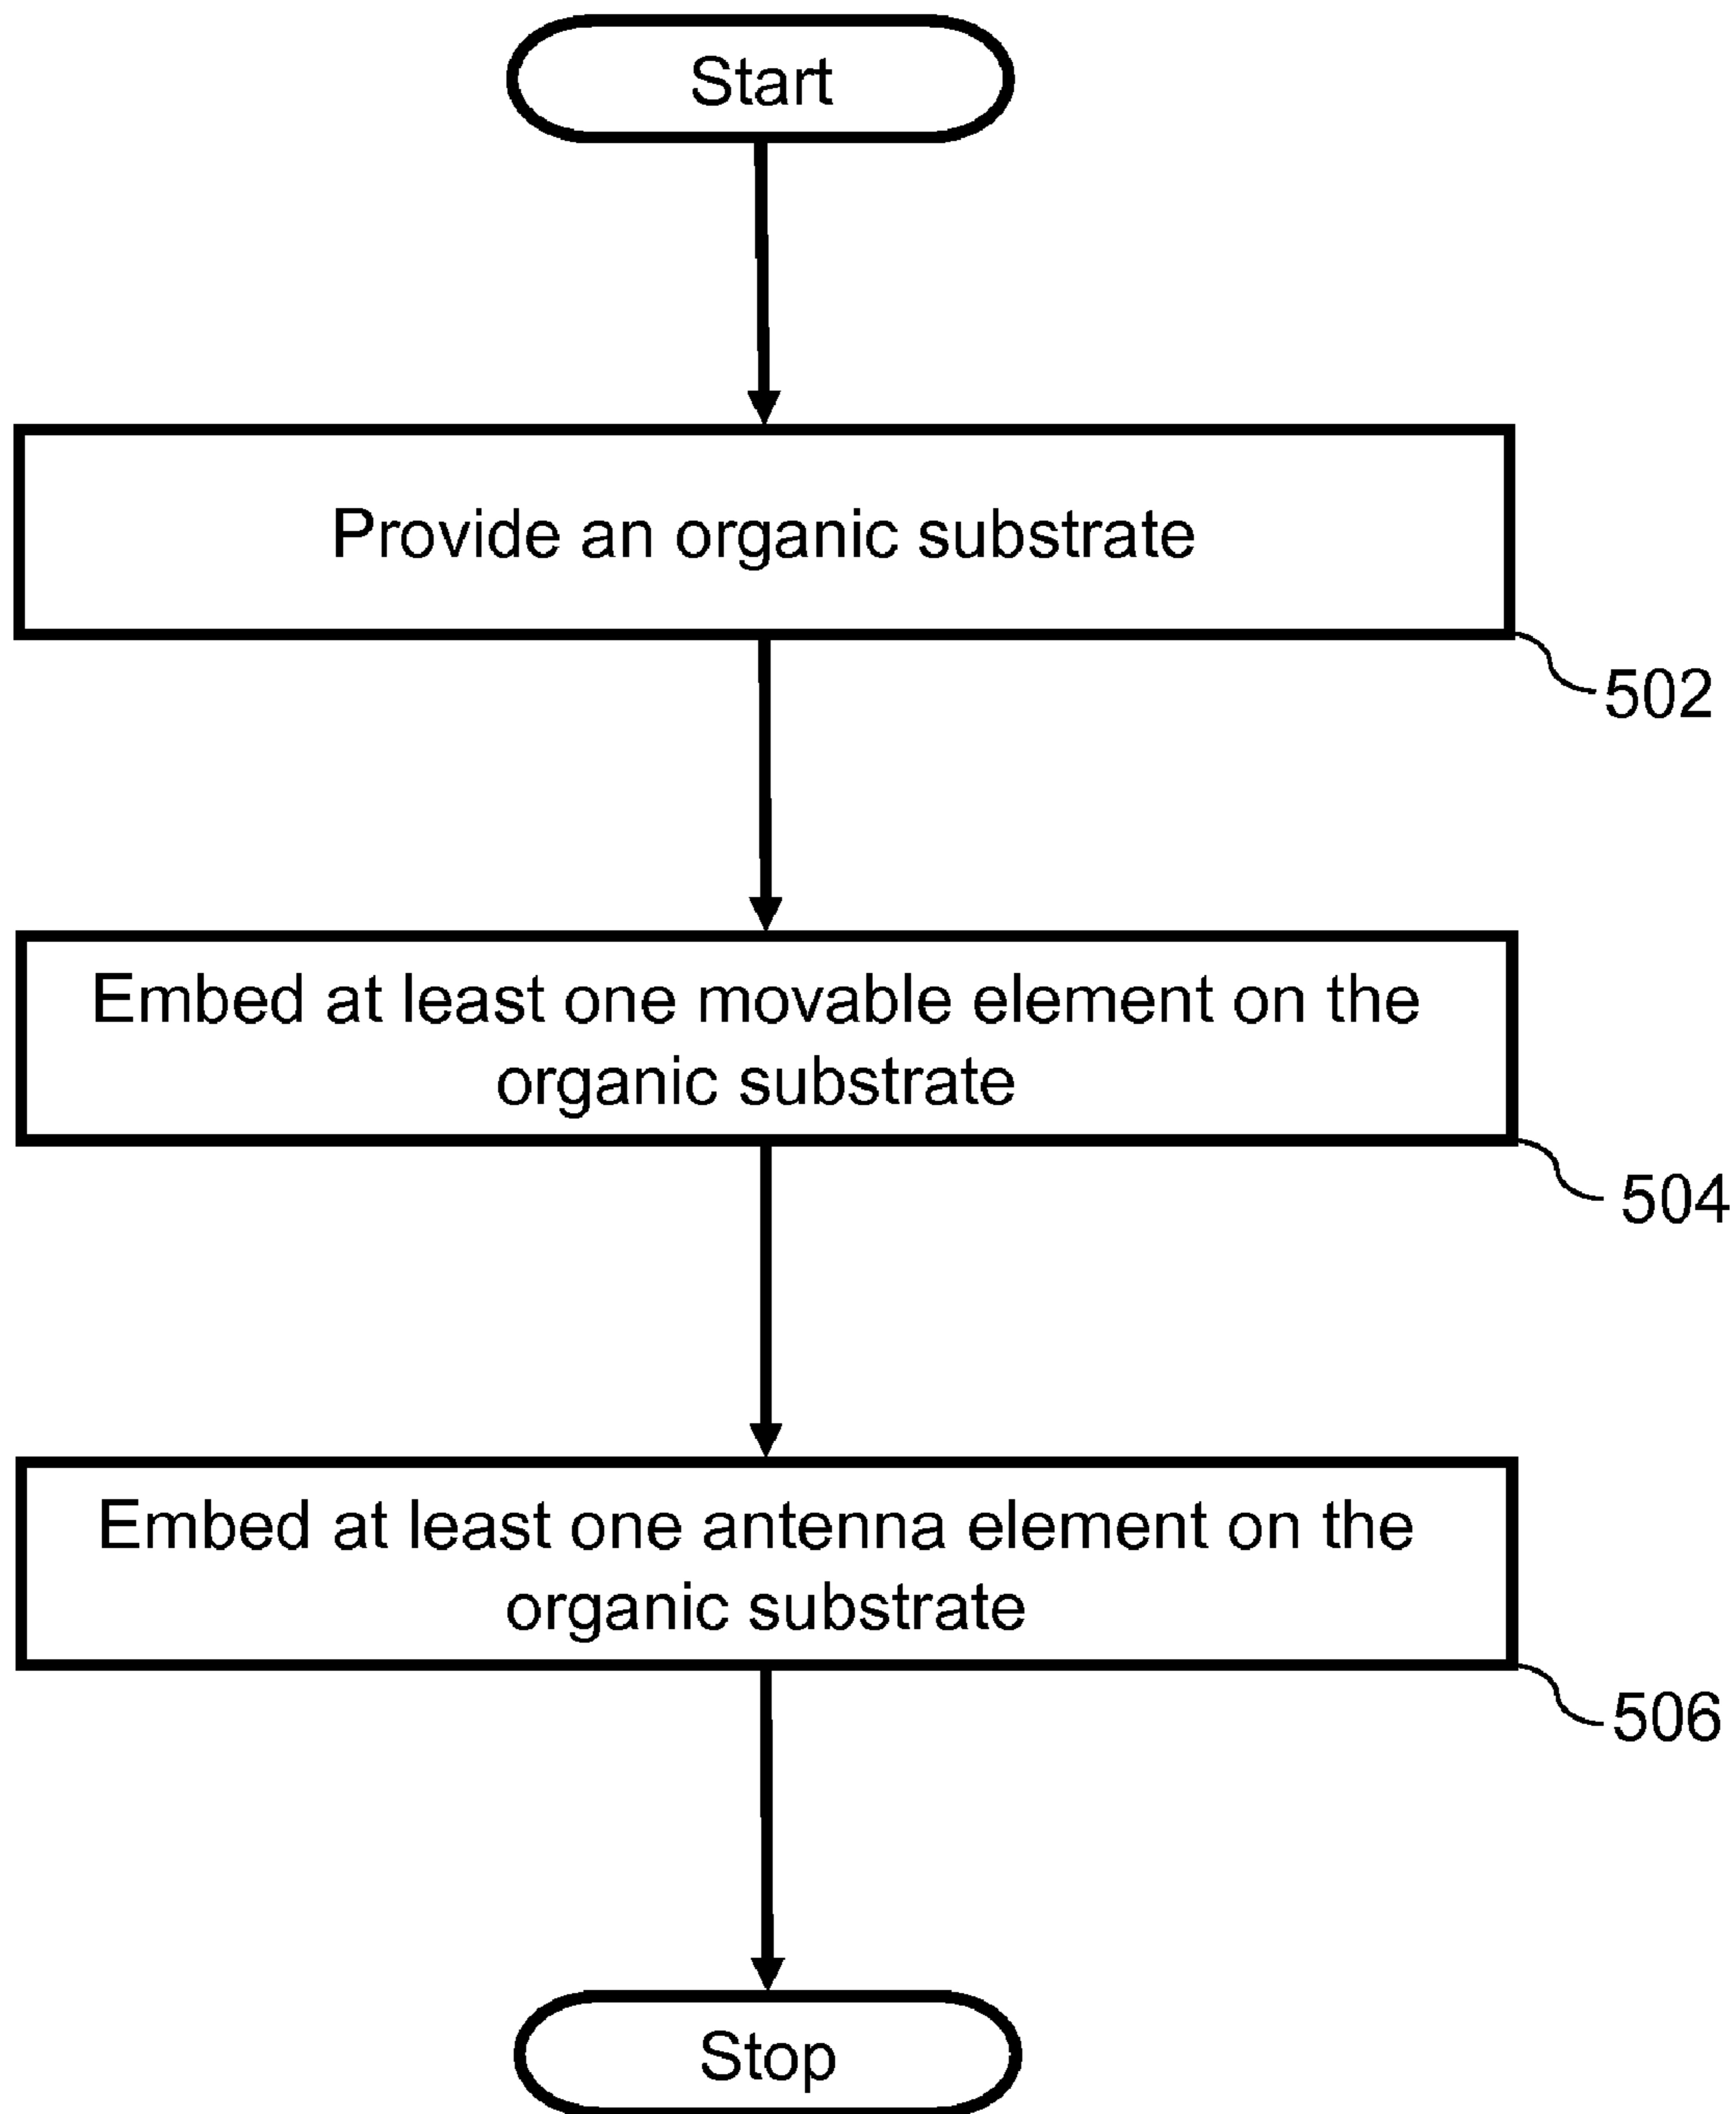 Start
Provide an organic substrate
502
Embed at least one movable element on the
organic substrate
504
Embed at least one antenna element on the
organic substrate
506
Stop